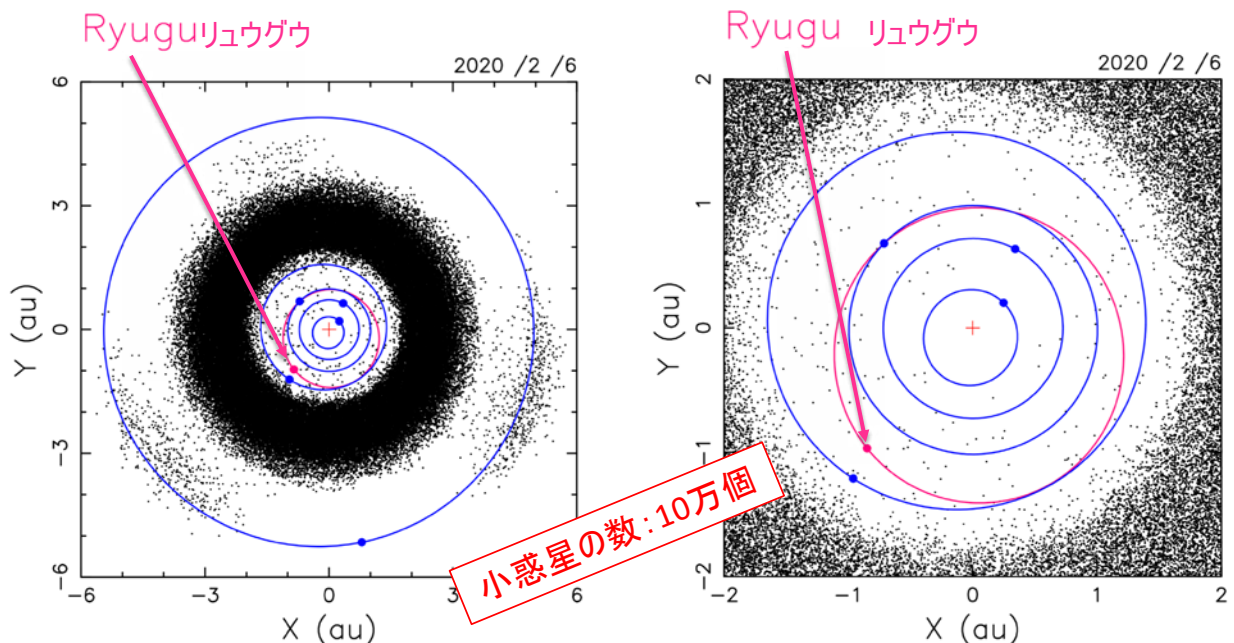 Ryuguリュウグウ
2020 /2 /6
6
3
0
−3
−6
Y (au)
−6 −3 0 3 6
X (au)
Ryugu リュウグウ
2020 /2 /6
2
1
0
−1
−2
Y (au)
−2 −1 0 1 2
X (au)
小惑星の数：10万個